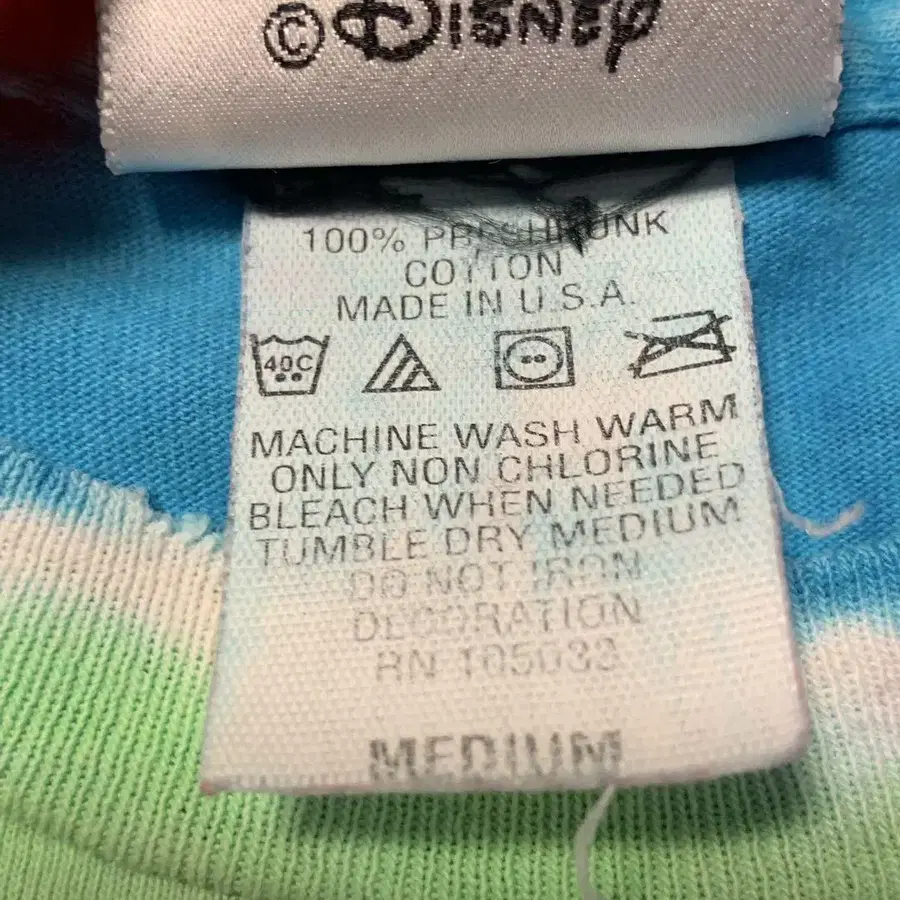 © Disney
100% PRESHRUNK
COTTON
MADE IN U.S.A.
40C
MACHINE WASH WARM
ONLY NON CHLORINE
BLEACH WHEN NEEDED
TUMBLE DRY MEDIUM
DO NOT IRON
DECORATION
RN 105033
MEDIUM